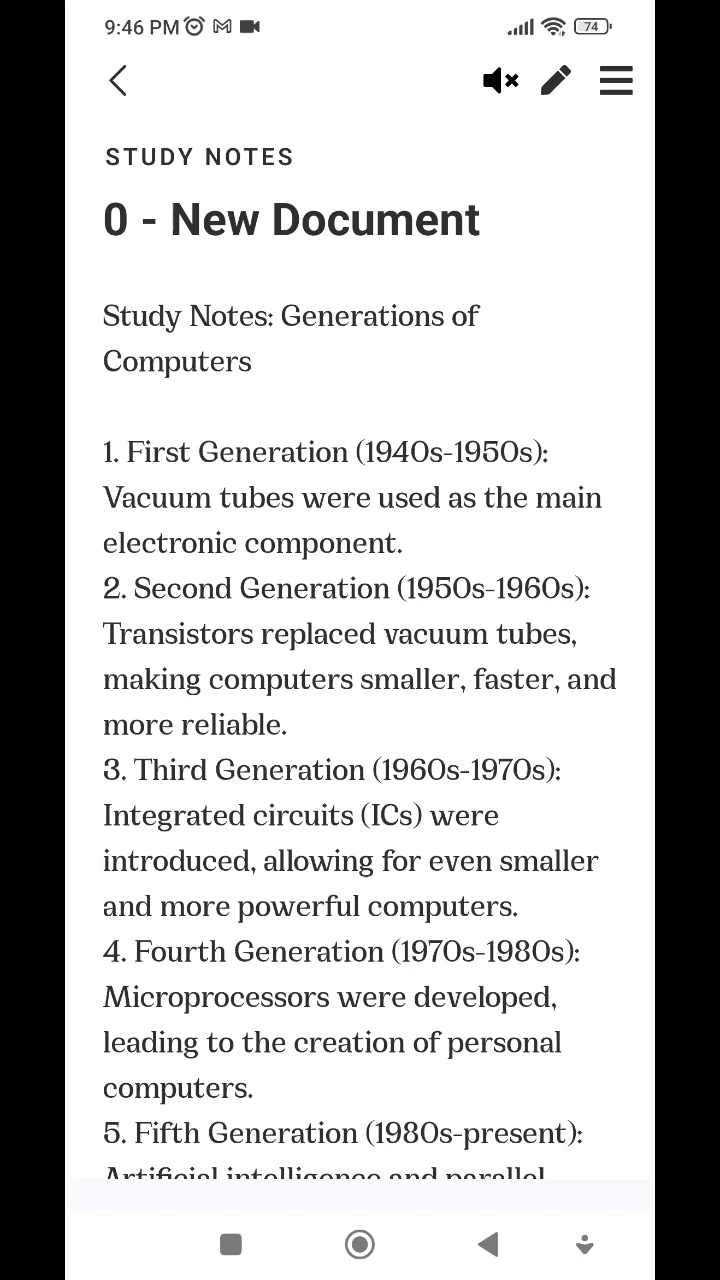 9:46 PM
74
STUDY NOTES
0 - New Document
Study Notes: Generations of
Computers
1. First Generation (1940s-1950s):
Vacuum tubes were used as the main
electronic component.
2. Second Generation (1950s-1960s):
Transistors replaced vacuum tubes,
making computers smaller, faster, and
more reliable.
3. Third Generation (1960s-1970s):
Integrated circuits (ICs) were
introduced, allowing for even smaller
and more powerful computers.
4. Fourth Generation (1970s-1980s):
Microprocessors were developed,
leading to the creation of personal
computers.
5. Fifth Generation (1980s-present):
Artificial intelligence and parallel